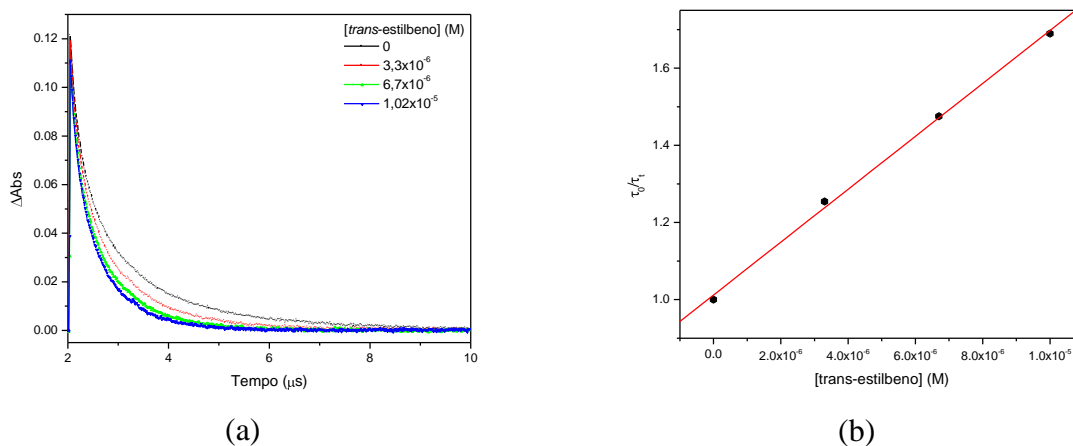 [trans-estilbeno] (M)
0
3,3x10⁻⁶
6,7x10⁻⁶
1,02x10⁻⁵
0.12
0.10
0.08
0.06
0.04
0.02
0.00
ΔAbs
2
4
6
8
10
Tempo (μs)
(a)
1.6
1.4
1.2
1.0
τ₀/τₜ
0.0
2.0x10⁻⁶
4.0x10⁻⁶
6.0x10⁻⁶
8.0x10⁻⁶
1.0x10⁻⁵
[trans-estilbeno] (M)
(b)